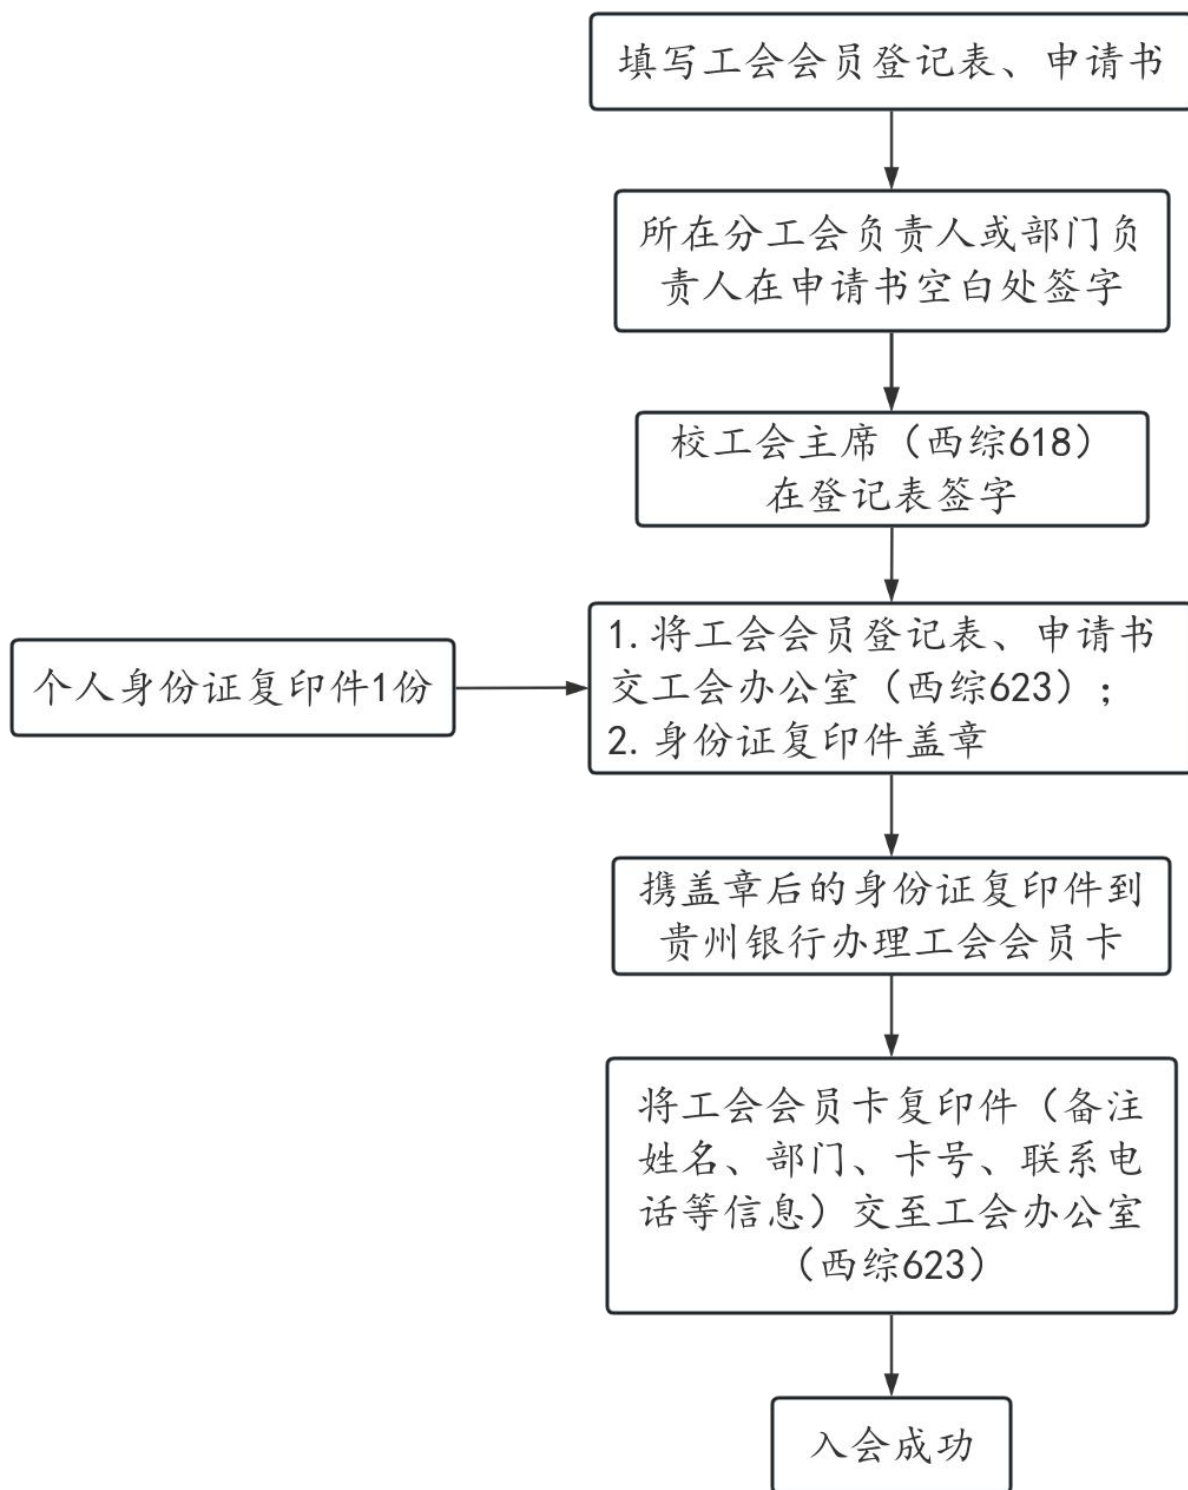 填写工会会员登记表、申请书
所在分工会负责人或部门负
责人在申请书空白处签字
校工会主席（西综618）
在登记表签字
个人身份证复印件1份
1. 将工会会员登记表、申请书
交工会办公室（西综623）；
2. 身份证复印件盖章
携盖章后的身份证复印件到
贵州银行办理工会会员卡
将工会会员卡复印件（备注
姓名、部门、卡号、联系电
话等信息）交至工会办公室
（西综623）
入会成功